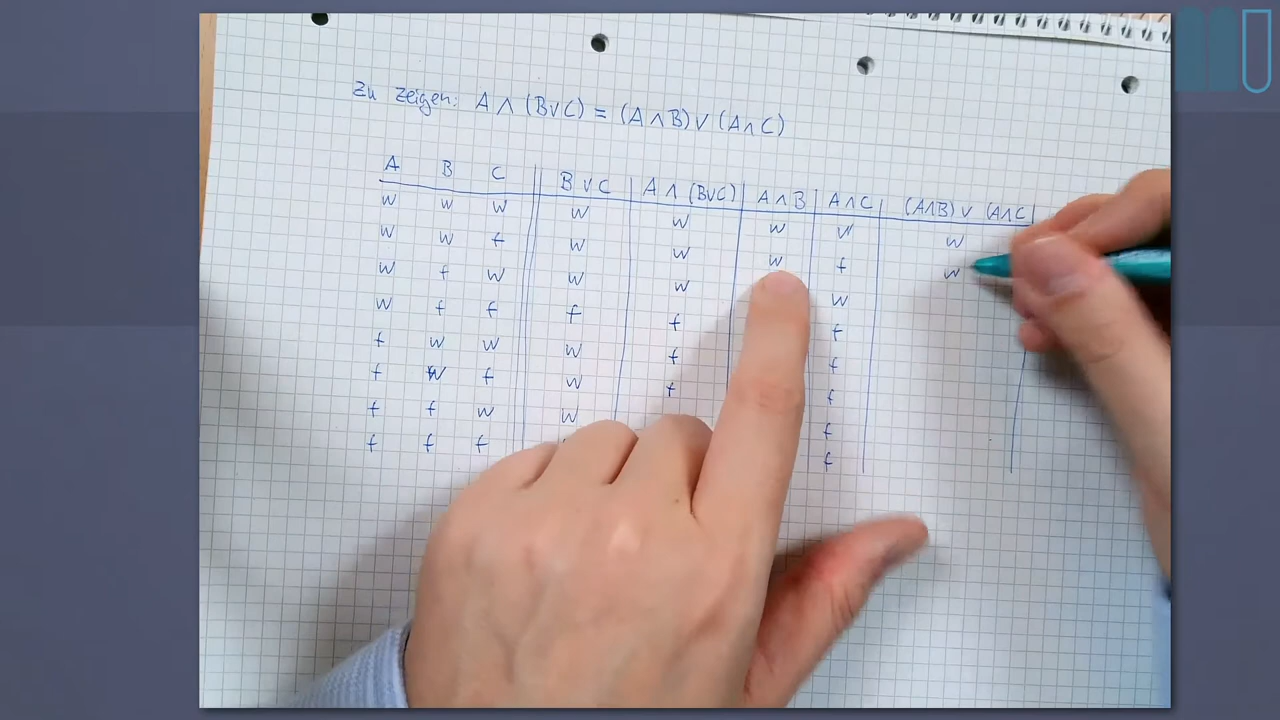 Zu zeigen: A ∧ (B∨C) = (A∧B) ∨ (A∧C)
A B C B ∨ C A ∧ (B∨C) A ∧ B A ∧ C (A∧B) ∨ (A∧C
w w w w w w w w
w w f w w w f w
w f w w w w
w f f f f f
f w w w f f
f w f w f f
f f w w f
f f f f